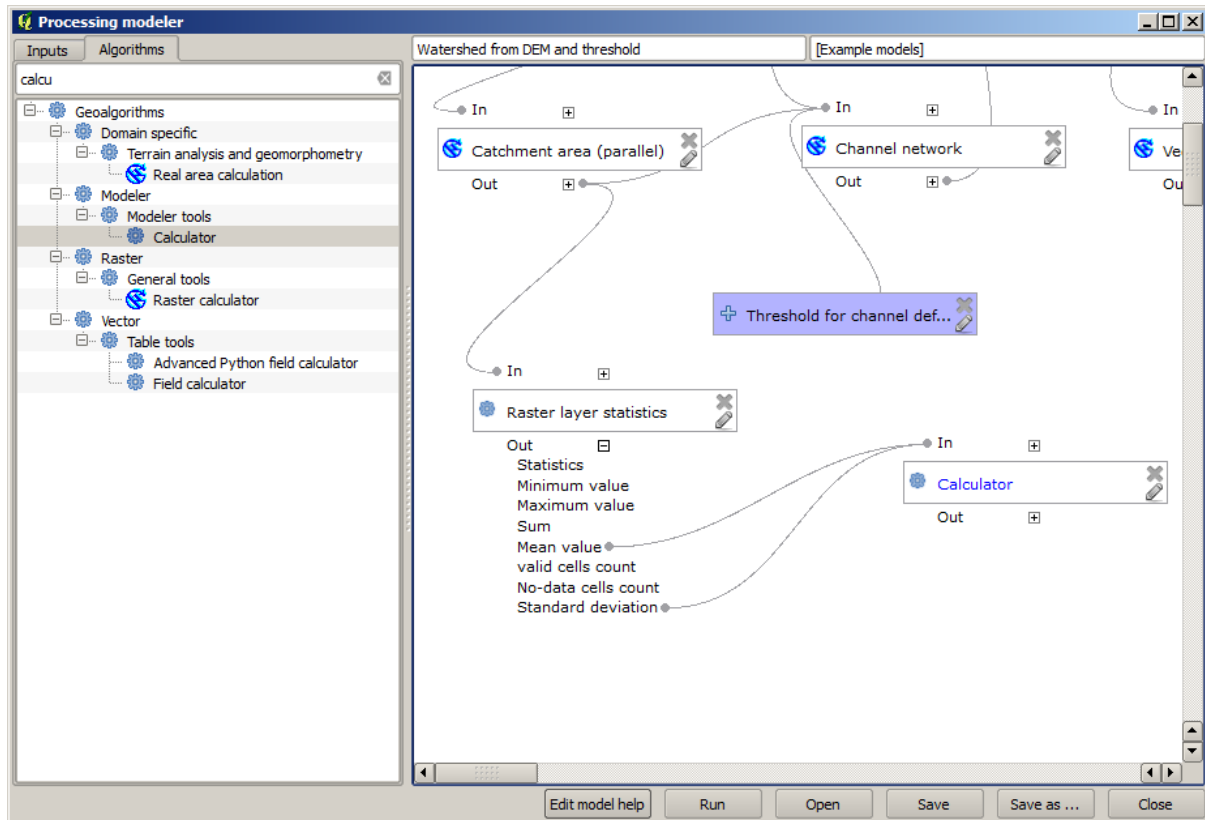 Processing modeler
Inputs
Algorithms
calcu
Geoalgorithms
Domain specific
Terrain analysis and geomorphometry
Real area calculation
Modeler
Modeler tools
Calculator
Raster
General tools
Raster calculator
Vector
Table tools
Advanced Python field calculator
Field calculator
Watershed from DEM and threshold
[Example models]
In
Catchment area (parallel)
Out
In
Channel network
Out
In
Ve
Ou
Threshold for channel def...
In
Raster layer statistics
Out
Statistics
Minimum value
Maximum value
Sum
Mean value
valid cells count
No-data cells count
Standard deviation
In
Calculator
Out
Edit model help
Run
Open
Save
Save as ...
Close